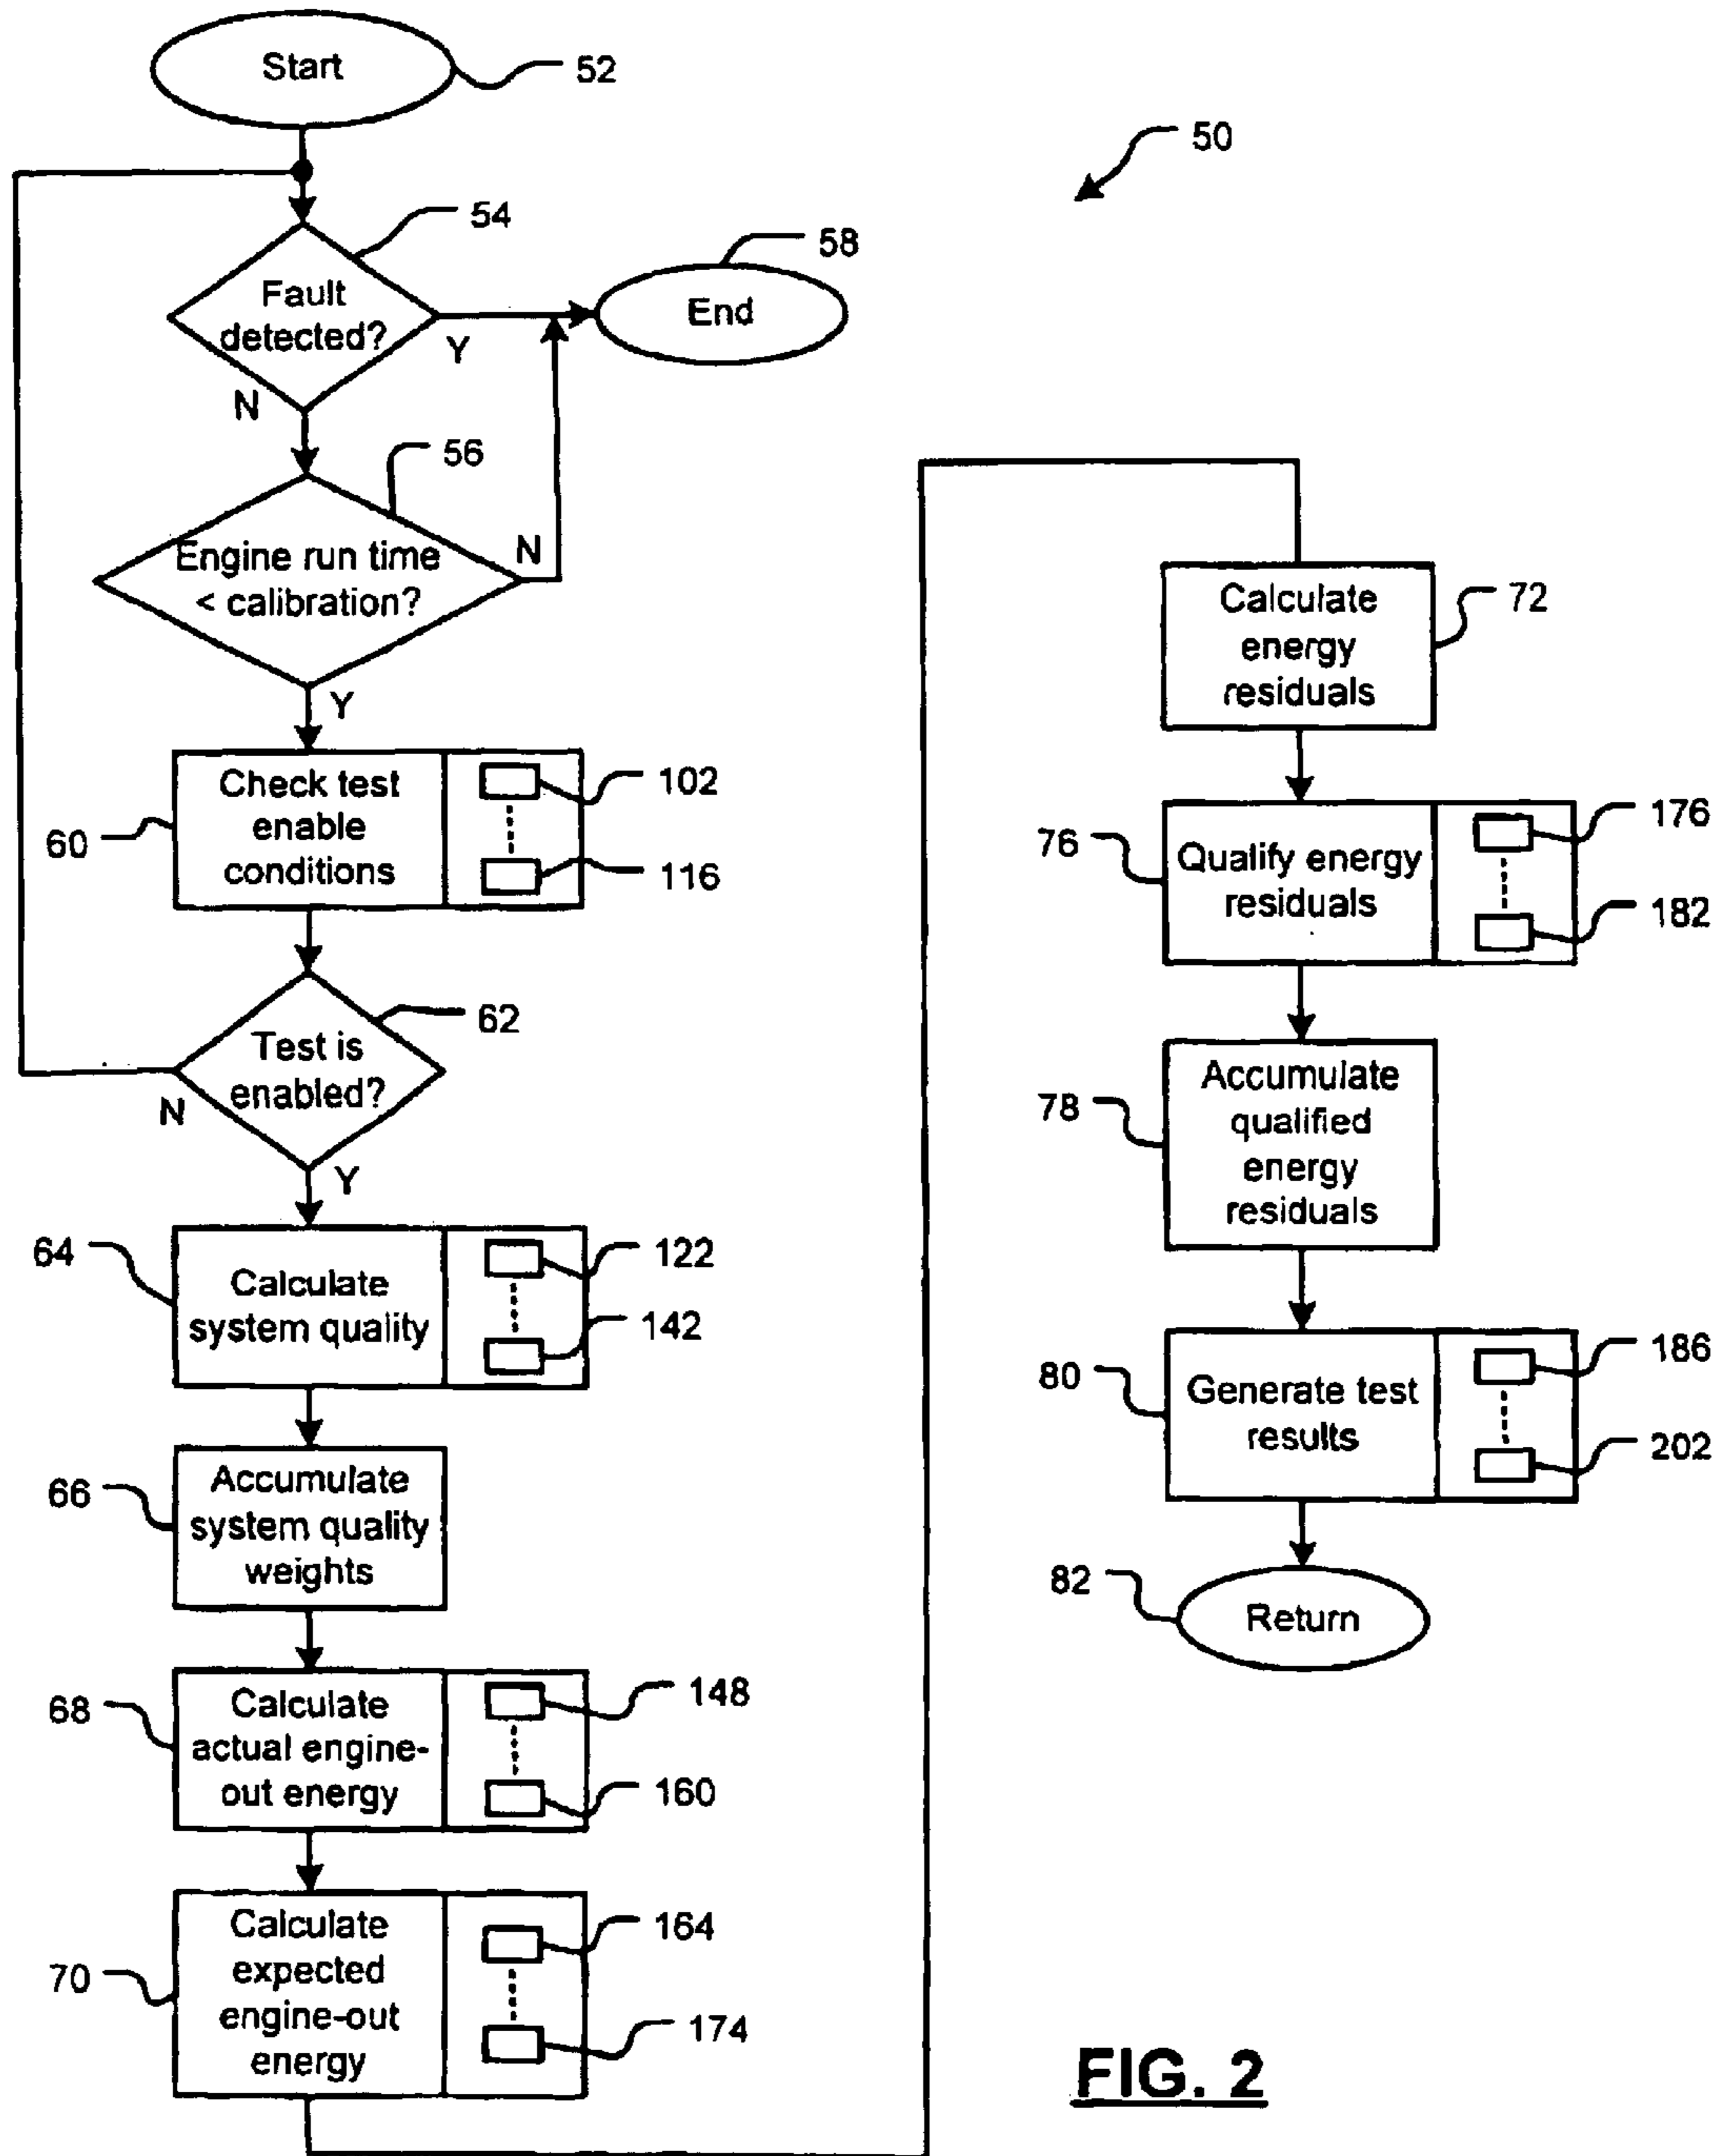 Start
52
50
54
58
Fault
detected?
Y
End
N
56
Engine run time
< calibration?
N
Y
Check test
enable
conditions
60
102
116
62
Test is
enabled?
N
Y
64
Calculate
system quality
122
142
66
Accumulate
system quality
weights
68
Calculate
actual engine-
out energy
148
160
70
Calculate
expected
engine-out
energy
164
174
Calculate
energy
residuals
72
76
Qualify energy
residuals
176
182
78
Accumulate
qualified
energy
residuals
80
Generate test
results
186
202
82
Return
FIG. 2